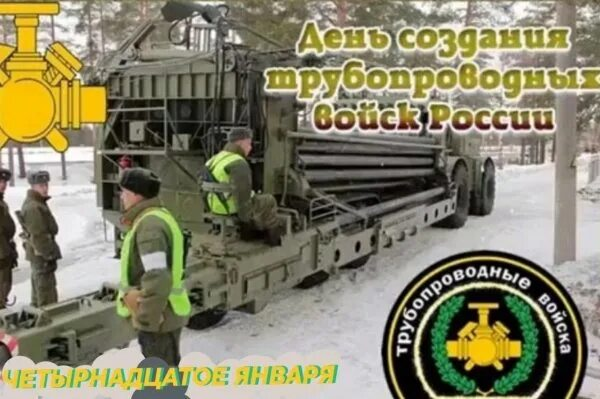 День создания
трубопроводных
войск России
трубопроводные войска
ЧЕТЫРНАДЦАТОЕ ЯНВАРЯ